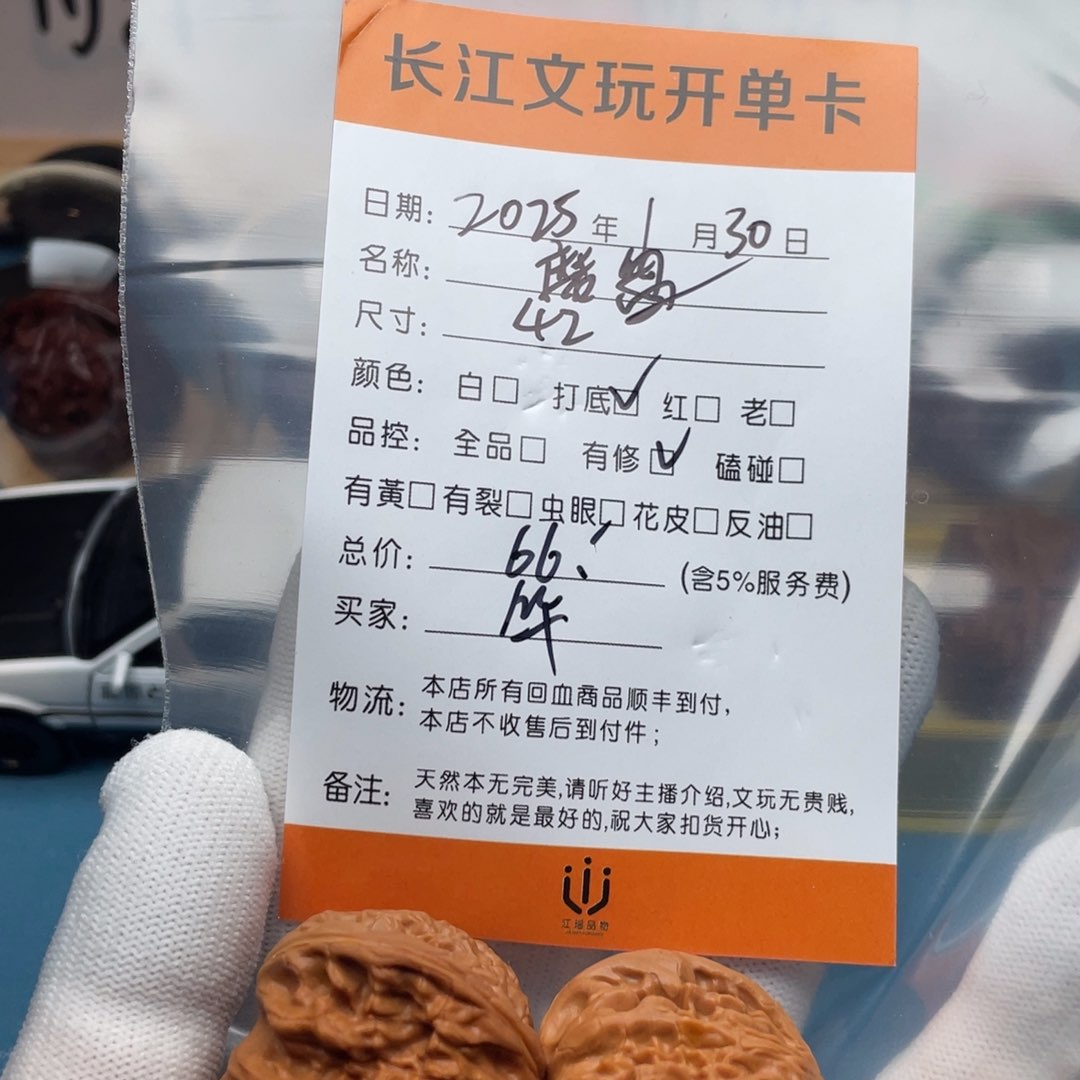 长江文玩开单卡
日期: 2025 年 1 月 30 日
名称:
尺寸: 42
颜色: 白□ 打底☑ 红□ 老□
品控: 全品□ 有修☑ 磕碰□
有黄□有裂□虫眼□花皮□反油□
总价: 66 (含5%服务费)
买家:
物流: 本店所有回血商品顺丰到付,
本店不收售后到付件;
备注: 天然本无完美,请听好主播介绍,文玩无贵贱,
喜欢的就是最好的,祝大家扣货开心;
江瑶品物